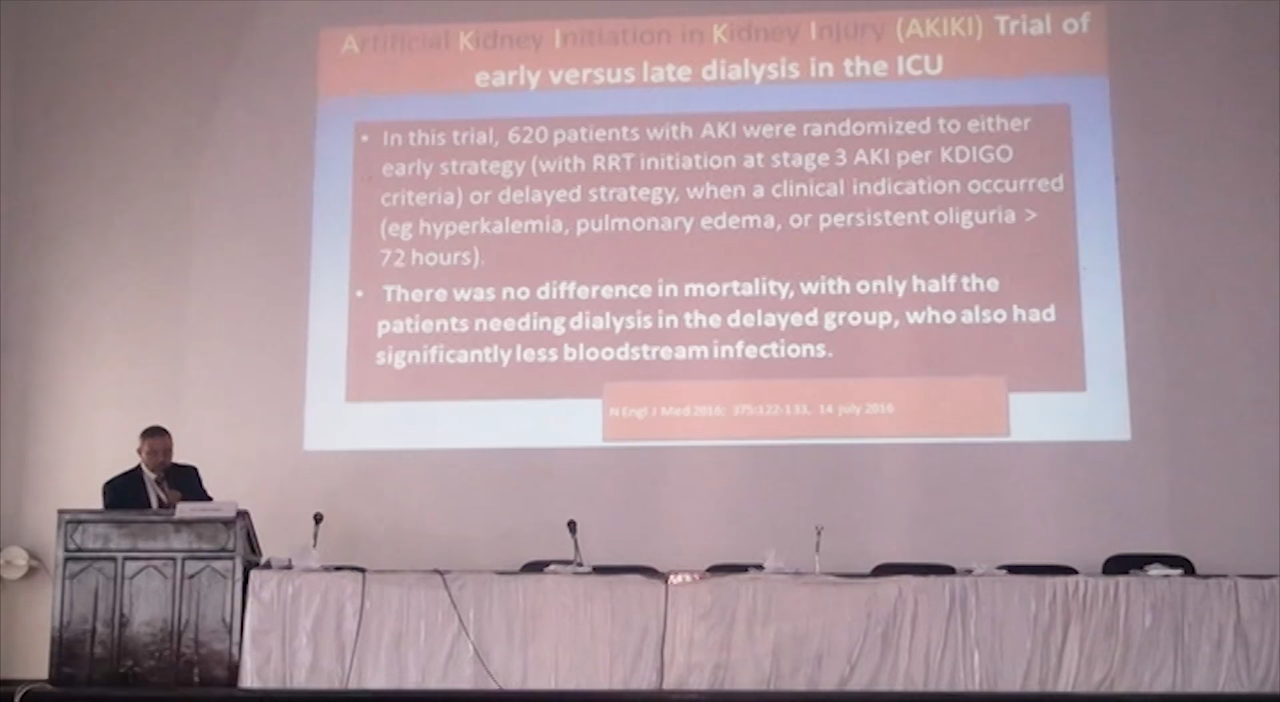 Artificial Kidney Initiation in Kidney Injury (AKIKI) Trial of
early versus late dialysis in the ICU
• In this trial, 620 patients with AKI were randomized to either
early strategy (with RRT initiation at stage 3 AKI per KDIGO
criteria) or delayed strategy, when a clinical indication occurred
(eg hyperkalemia, pulmonary edema, or persistent oliguria >
72 hours).
• There was no difference in mortality, with only half the
patients needing dialysis in the delayed group, who also had
significantly less bloodstream infections.
N Engl J Med 2016; 375:122-133, 14 july 2016